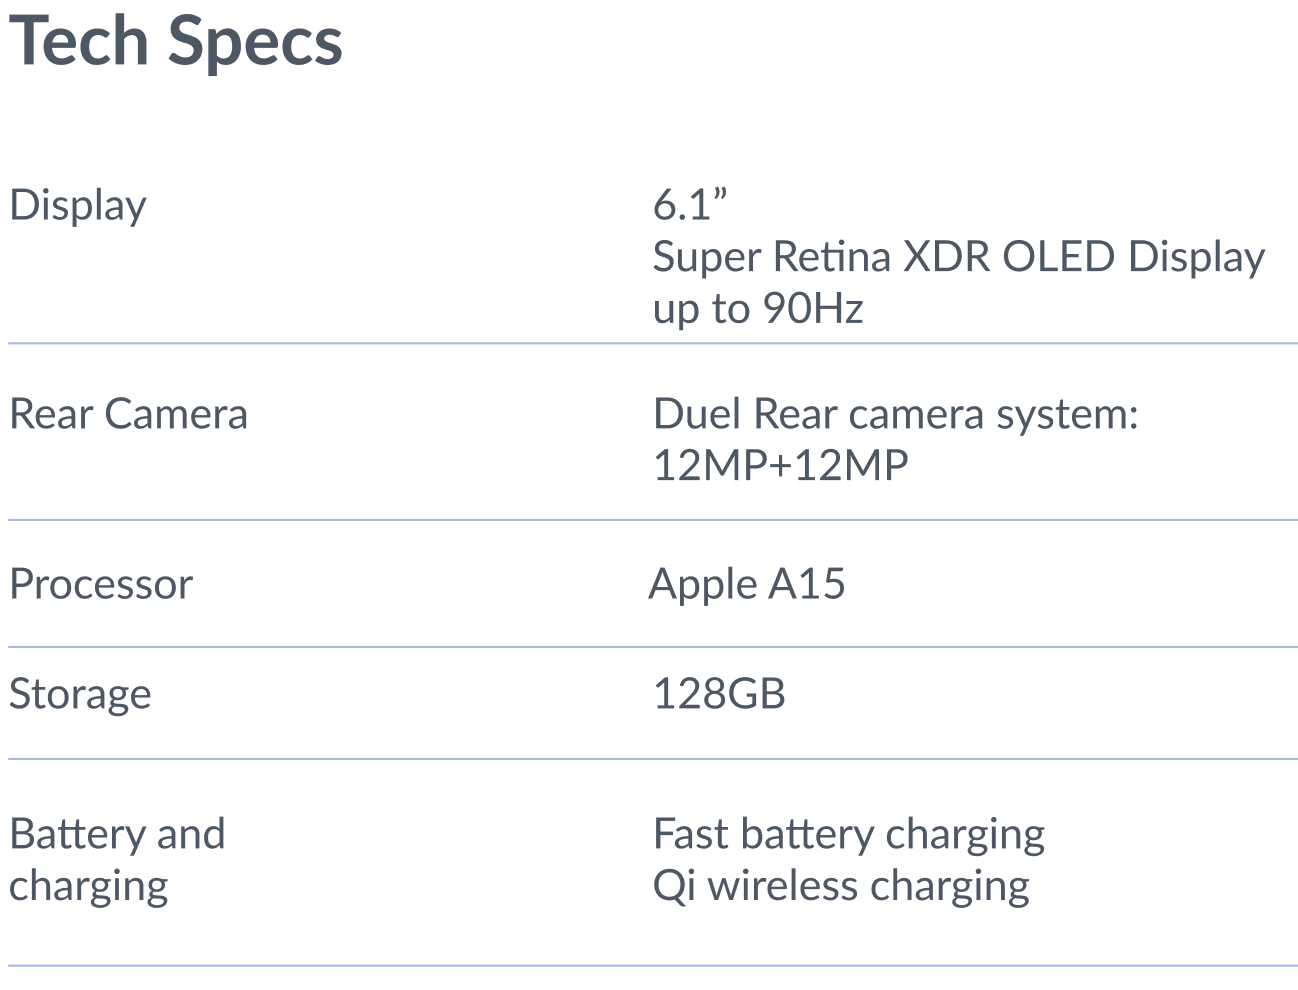 Tech Specs
Display
6.1”
Super Retina XDR OLED Display
up to 90Hz
Rear Camera
Duel Rear camera system:
12MP+12MP
Processor
Apple A15
Storage
128GB
Battery and
charging
Fast battery charging
Qi wireless charging